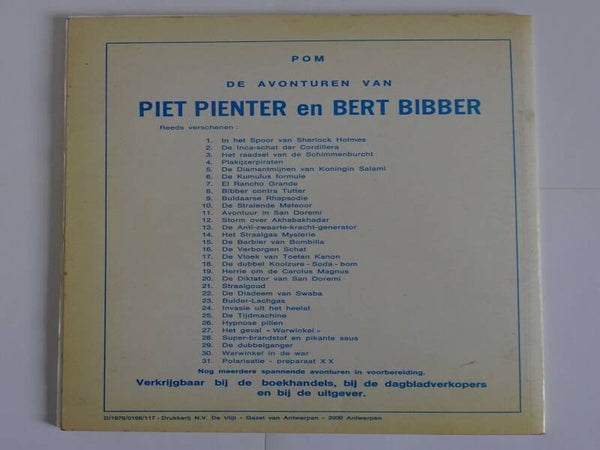 POM
DE AVONTUREN VAN
PIET PIENTER en BERT BIBBER
Reeds verschenen :
1. In het Spoor van Sherlock Holmes
2. De Inca-schat der Cordillera
3. Het raadsel van de Schimmenburcht
4. Plakijzerpiraten
5. De Diamantmijnen van Koningin Salami
6. De Kumulus formule
7. El Rancho Grande
8. Bibber contra Tutter
9. Buldaarse Rhapsodie
10. De Stralende Meteoor
11. Avontuur in San Doremi
12. Storm over Akhabakhadar
13. De Anti-zwaarte-kracht-generator
14. Het Straalgas Mysterie
15. De Barbier van Bombilla
16. De Verborgen Schat
17. De Vloek van Toetan Kanon
18. De dubbel Koolzure - Soda - bom
19. Herrie om de Carolus Magnus
20. De Diktator van San Doremi
21. Straalgoud
22. De Diadeem van Swaba
23. Bulder-Lachgas
24. Invasie uit het heelal
25. De Tijdmachine
26. Hypnose pillen
27. Het geval « Warwinkel »
28. Super-brandstof en pikante saus
29. De dubbelganger
30. Warwinkel in de war
31. Polarisatie - preparaat X X
Nog meerdere spannende avonturen in voorbereiding.
Verkrijgbaar bij de boekhandels, bij de dagbladverkopers
en bij de uitgever.
D/1976/0166/117 - Drukkerij N.V. De Vlijt - Gazet van Antwerpen - 2000 Antwerpen